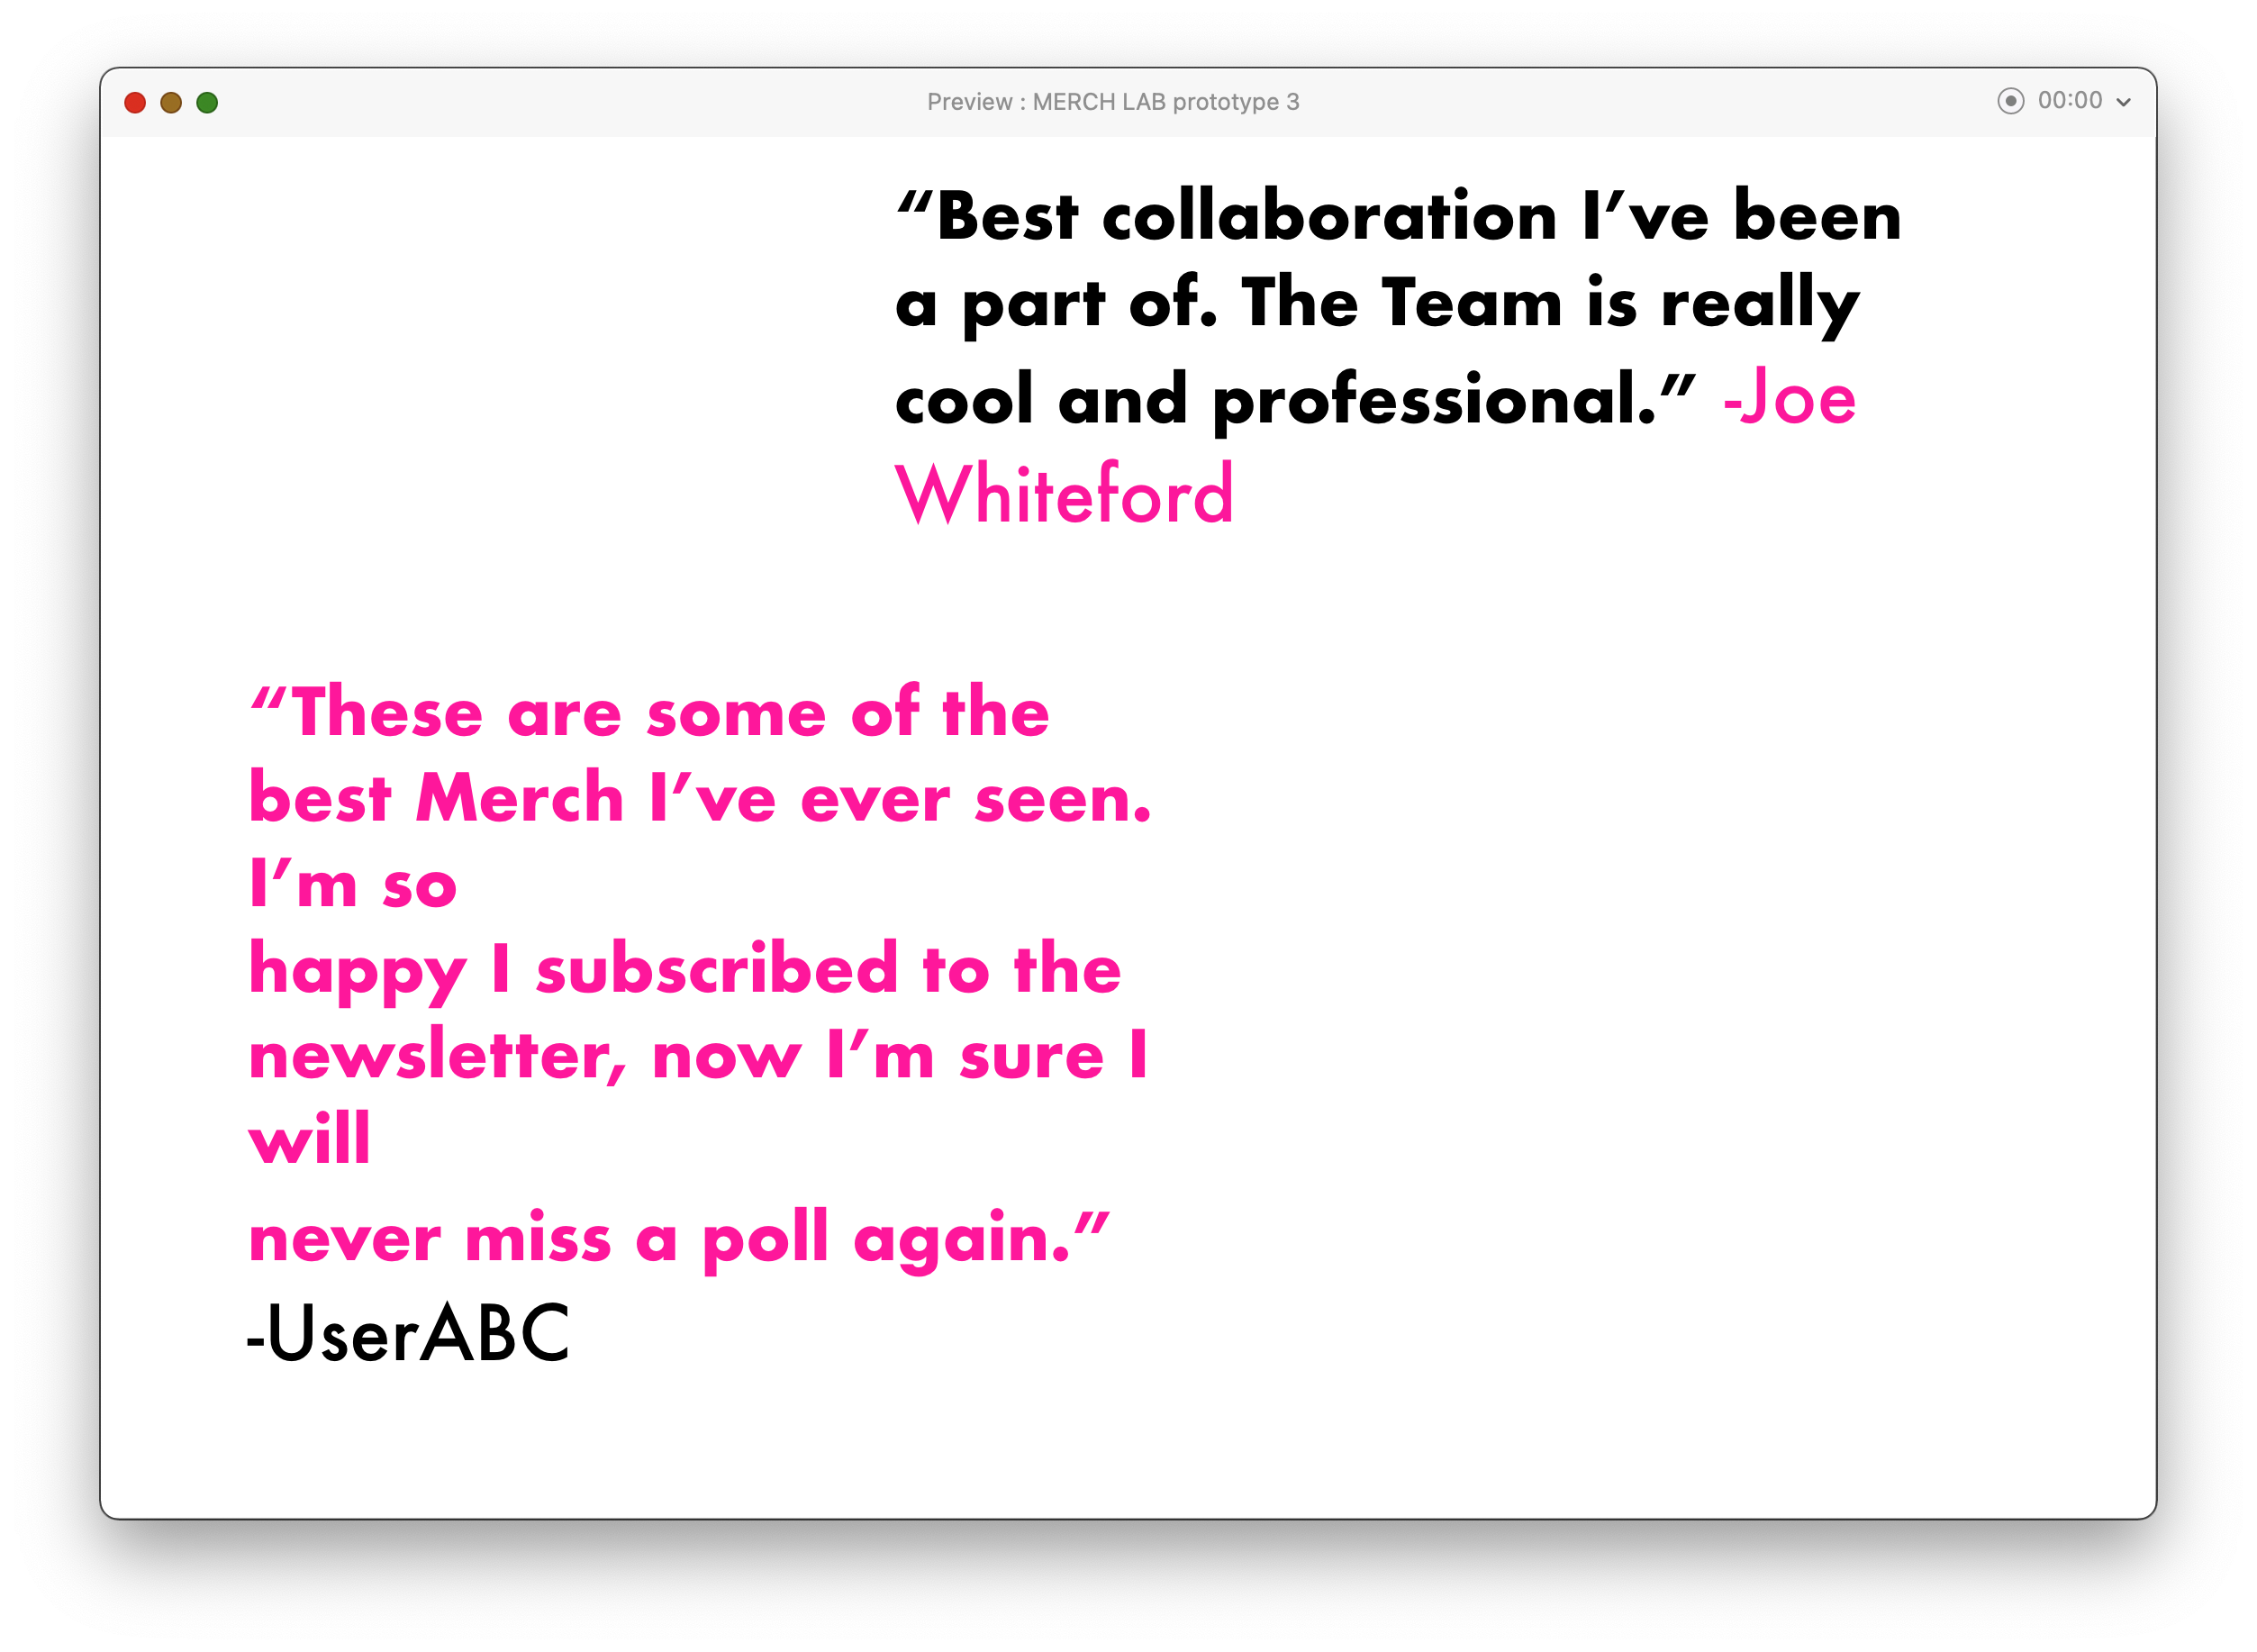 Preview : MERCH LAB prototype 3
00:00
“Best collaboration I’ve been
a part of. The Team is really
cool and professional.” -Joe
Whiteford
“These are some of the
best Merch I’ve ever seen.
I’m so
happy I subscribed to the
newsletter, now I’m sure I
will
never miss a poll again.”
-UserABC